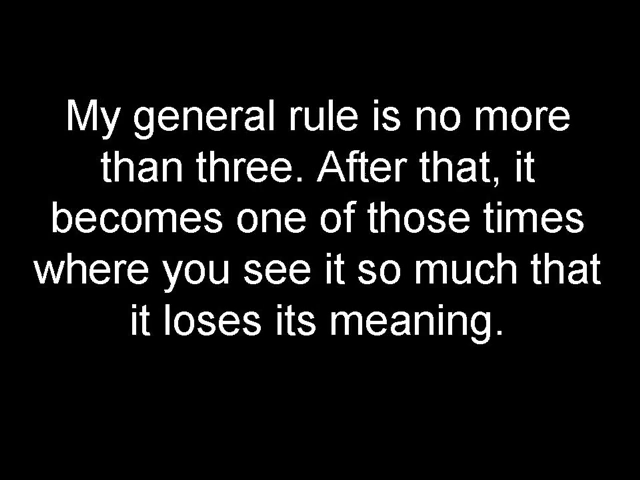 My general rule is no more
than three. After that, it
becomes one of those times
where you see it so much that
it loses its meaning.